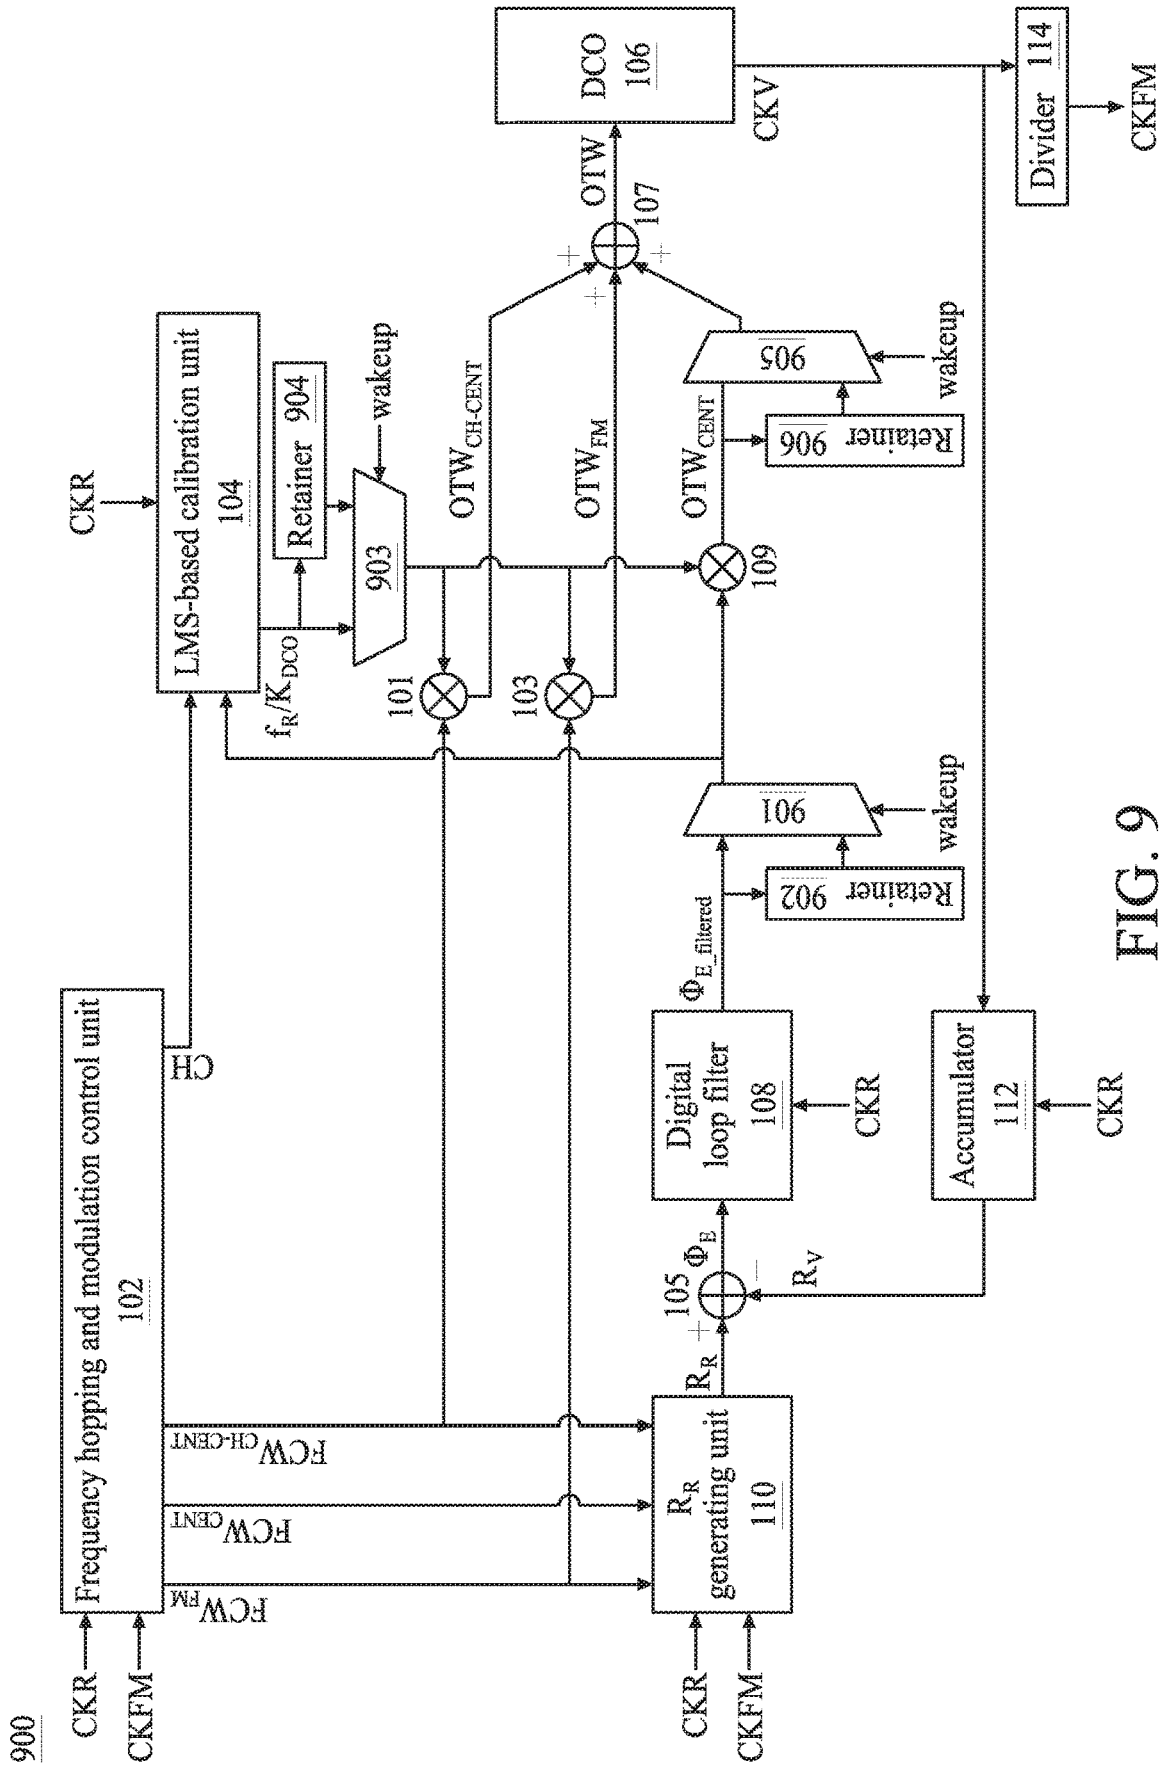 900
CKR
CKFM
Frequency hopping and modulation control unit
102
CH
FCW_FM
FCW_CENT
FCW_CH-CENT
CKR
LMS-based calibration unit
104
f_R/K_DCO
Retainer 904
903
wakeup
101
103
OTW_CH-CENT
OTW_FM
OTW_CENT
109
CKR
CKFM
R_R
generating unit
110
R_R
+
105
−
Φ_E
R_V
Digital
loop filter
108
CKR
Φ_E_filtered
Retainer
902
901
wakeup
Retainer
906
905
wakeup
+
+
+
107
OTW
DCO
106
CKV
Divider 114
CKFM
Accumulator
112
CKR
FIG. 9